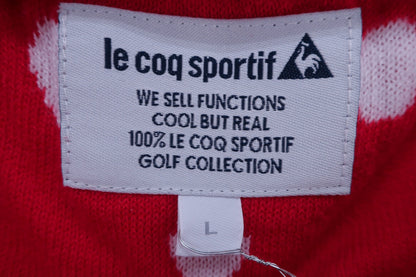 le coq sportif
WE SELL FUNCTIONS
COOL BUT REAL
100% LE COQ SPORTIF
GOLF COLLECTION
L